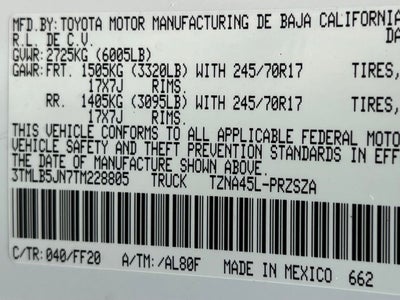 MFD.BY: TOYOTA MOTOR MANUFACTURING DE BAJA CALIFORNIA
R.L. DE C.V. DA
GVWR: 2725KG (6005LB)
GAWR: FRT. 1505KG (3320LB) WITH 245/70R17 TIRES,
17X7J RIMS.
RR. 1405KG (3095LB) WITH 245/70R17 TIRES,
17X7J RIMS.
THIS VEHICLE CONFORMS TO ALL APPLICABLE FEDERAL MOTO
VEHICLE SAFETY AND THEFT PREVENTION STANDARDS IN EFFE
THE DATE OF MANUFACTURE SHOWN ABOVE.
3TMLB5JN7TM228805 TRUCK TZNA45L-PRZSZA
C/TR: 040/FF20 A/TM: /AL80F MADE IN MEXICO 662